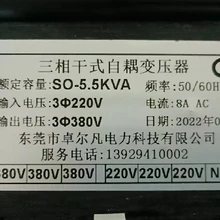 三相干式自耦变压器
额定容量: SO-5.5KVA 频率: 50/60H
输入电压: 3Φ220V 电流: 8A AC
输出电压: 3Φ380V 日期: 2022年0
东莞市卓尔凡电力科技有限公司
服务电话: 13929410002
380V 380V 380V 220V 220V 220V N